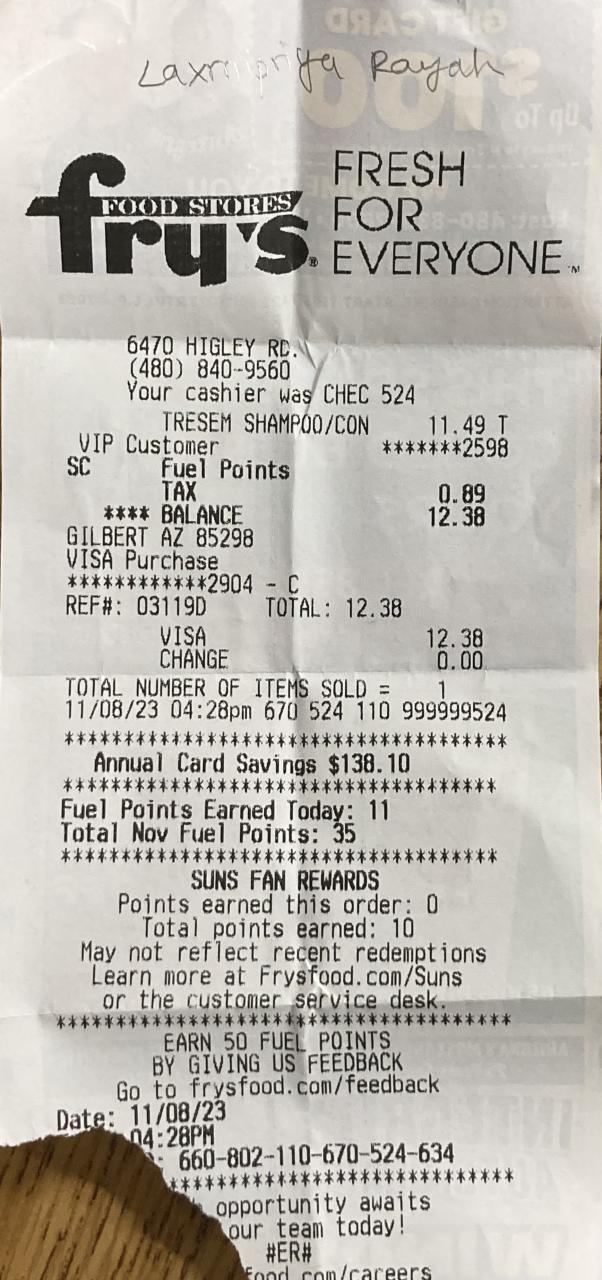 Laxmipriya Rayah
FOOD STORES
fry's®
FRESH
FOR
EVERYONE™
6470 HIGLEY RD.
(480) 840-9560
Your cashier was CHEC 524
TRESEM SHAMPOO/CON 11.49 T
VIP Customer *******2598
SC Fuel Points
TAX 0.89
**** BALANCE 12.38
GILBERT AZ 85298
VISA Purchase
************2904 - C
REF#: 03119D TOTAL: 12.38
VISA 12.38
CHANGE 0.00
TOTAL NUMBER OF ITEMS SOLD = 1
11/08/23 04:28pm 670 524 110 999999524
**************************************
Annual Card Savings $138.10
**************************************
Fuel Points Earned Today: 11
Total Nov Fuel Points: 35
**************************************
SUNS FAN REWARDS
Points earned this order: 0
Total points earned: 10
May not reflect recent redemptions
Learn more at Frysfood.com/Suns
or the customer service desk.
**************************************
EARN 50 FUEL POINTS
BY GIVING US FEEDBACK
Go to frysfood.com/feedback
Date: 11/08/23
04:28PM
: 660-802-110-670-524-634
*****************************
opportunity awaits
our team today!
#ER#
food.com/careers